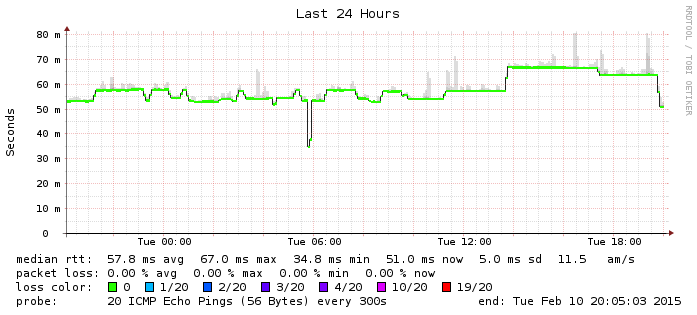 Last 24 Hours
RRDTOOL / TOBI OETIKER
Seconds
80 m
70 m
60 m
50 m
40 m
30 m
20 m
10 m
0
Tue 00:00 Tue 06:00 Tue 12:00 Tue 18:00
median rtt: 57.8 ms avg 67.0 ms max 34.8 ms min 51.0 ms now 5.0 ms sd 11.5 am/s
packet loss: 0.00 % avg 0.00 % max 0.00 % min 0.00 % now
loss color: 0 1/20 2/20 3/20 4/20 10/20 19/20
probe: 20 ICMP Echo Pings (56 Bytes) every 300s end: Tue Feb 10 20:05:03 2015